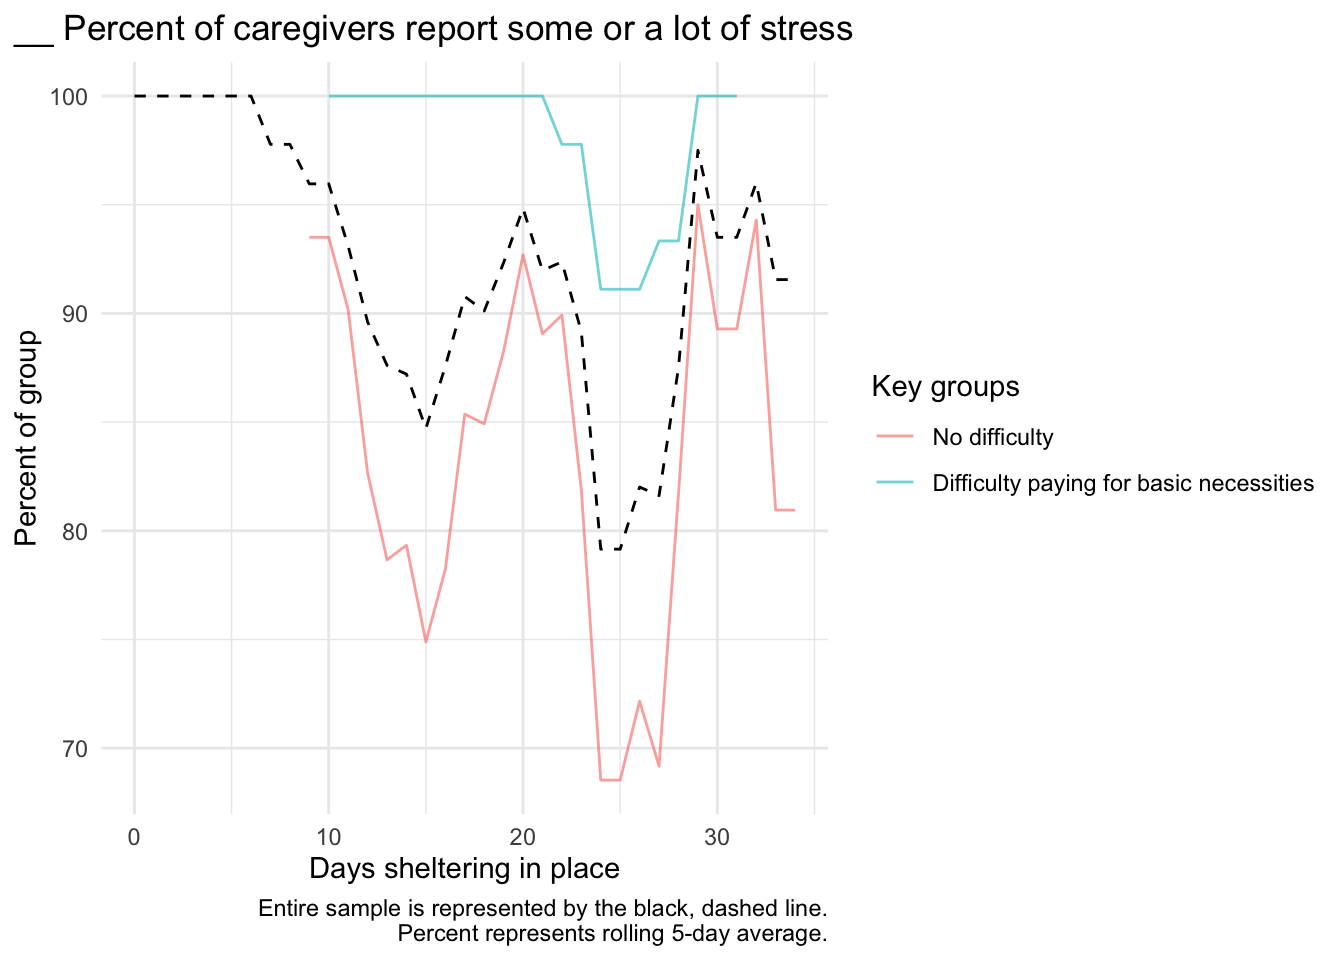 __ Percent of caregivers report some or a lot of stress
100
90
80
70
Percent of group
0 10 20 30
Days sheltering in place
Key groups
No difficulty
Difficulty paying for basic necessities
Entire sample is represented by the black, dashed line.
Percent represents rolling 5-day average.